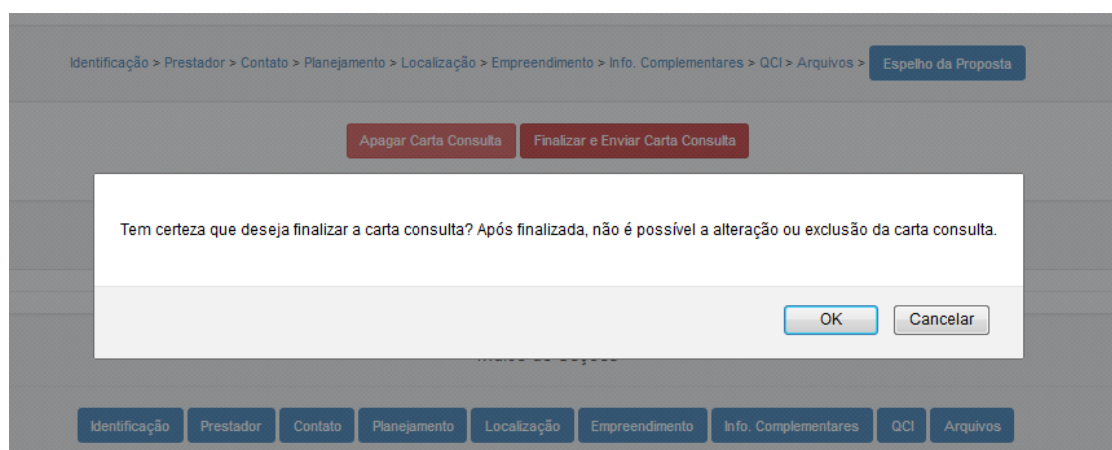 Identificação > Prestador > Contato > Planejamento > Localização > Empreendimento > Info. Complementares > QCI > Arquivos > Espelho da Proposta
Apagar Carta Consulta Finalizar e Enviar Carta Consulta
Tem certeza que deseja finalizar a carta consulta? Após finalizada, não é possível a alteração ou exclusão da carta consulta.
OK Cancelar
Identificação Prestador Contato Planejamento Localização Empreendimento Info. Complementares QCI Arquivos